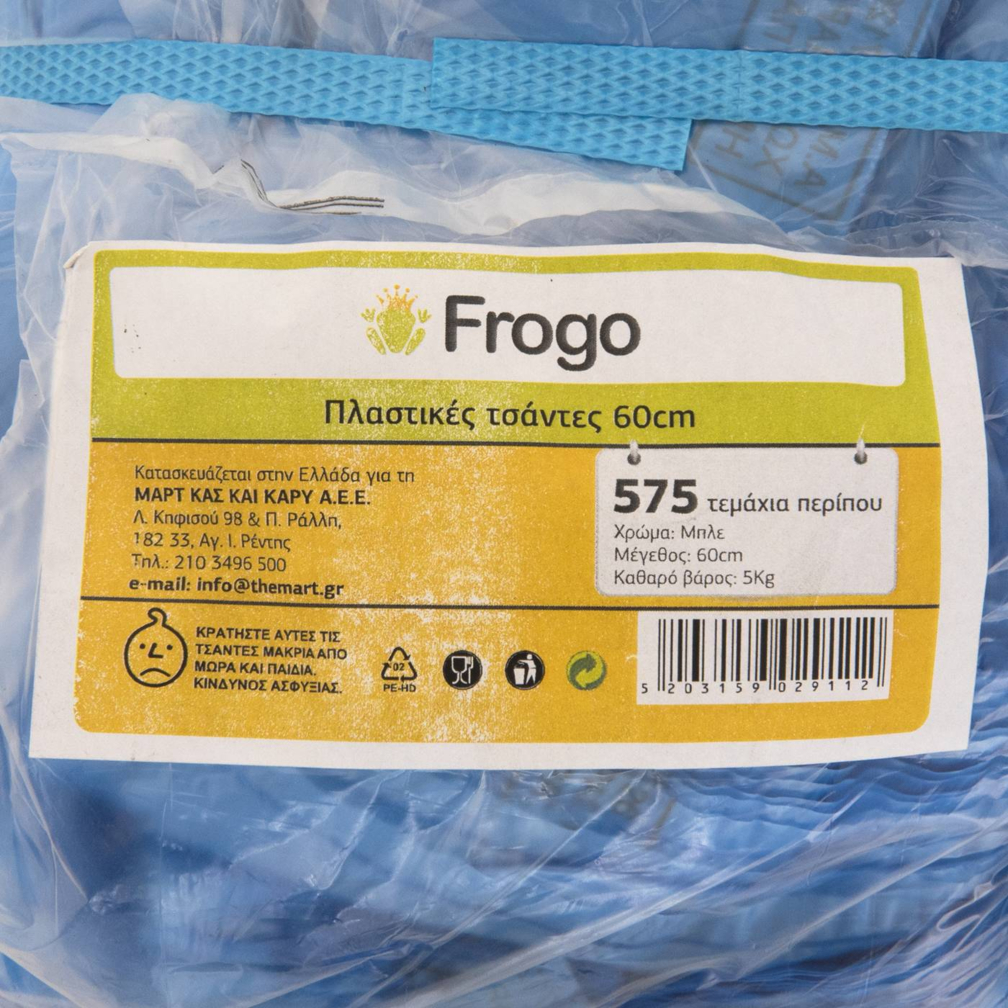 Frogo
Πλαστικές τσάντες 60cm
Κατασκευάζεται στην Ελλάδα για τη
ΜΑΡΤ ΚΑΣ ΚΑΙ ΚΑΡΥ Α.Ε.Ε.
Λ. Κηφισού 98 & Π. Ράλλη,
182 33, Αγ. Ι. Ρέντης
Τηλ.: 210 3496 500
e-mail: info@themart.gr
575 τεμάχια περίπου
Χρώμα: Μπλε
Μέγεθος: 60cm
Καθαρό βάρος: 5Kg
ΚΡΑΤΗΣΤΕ ΑΥΤΕΣ ΤΙΣ
ΤΣΑΝΤΕΣ ΜΑΚΡΙΑ ΑΠΟ
ΜΩΡΑ ΚΑΙ ΠΑΙΔΙΑ.
ΚΙΝΔΥΝΟΣ ΑΣΦΥΞΙΑΣ.
02
PE-HD
5 203159 029112